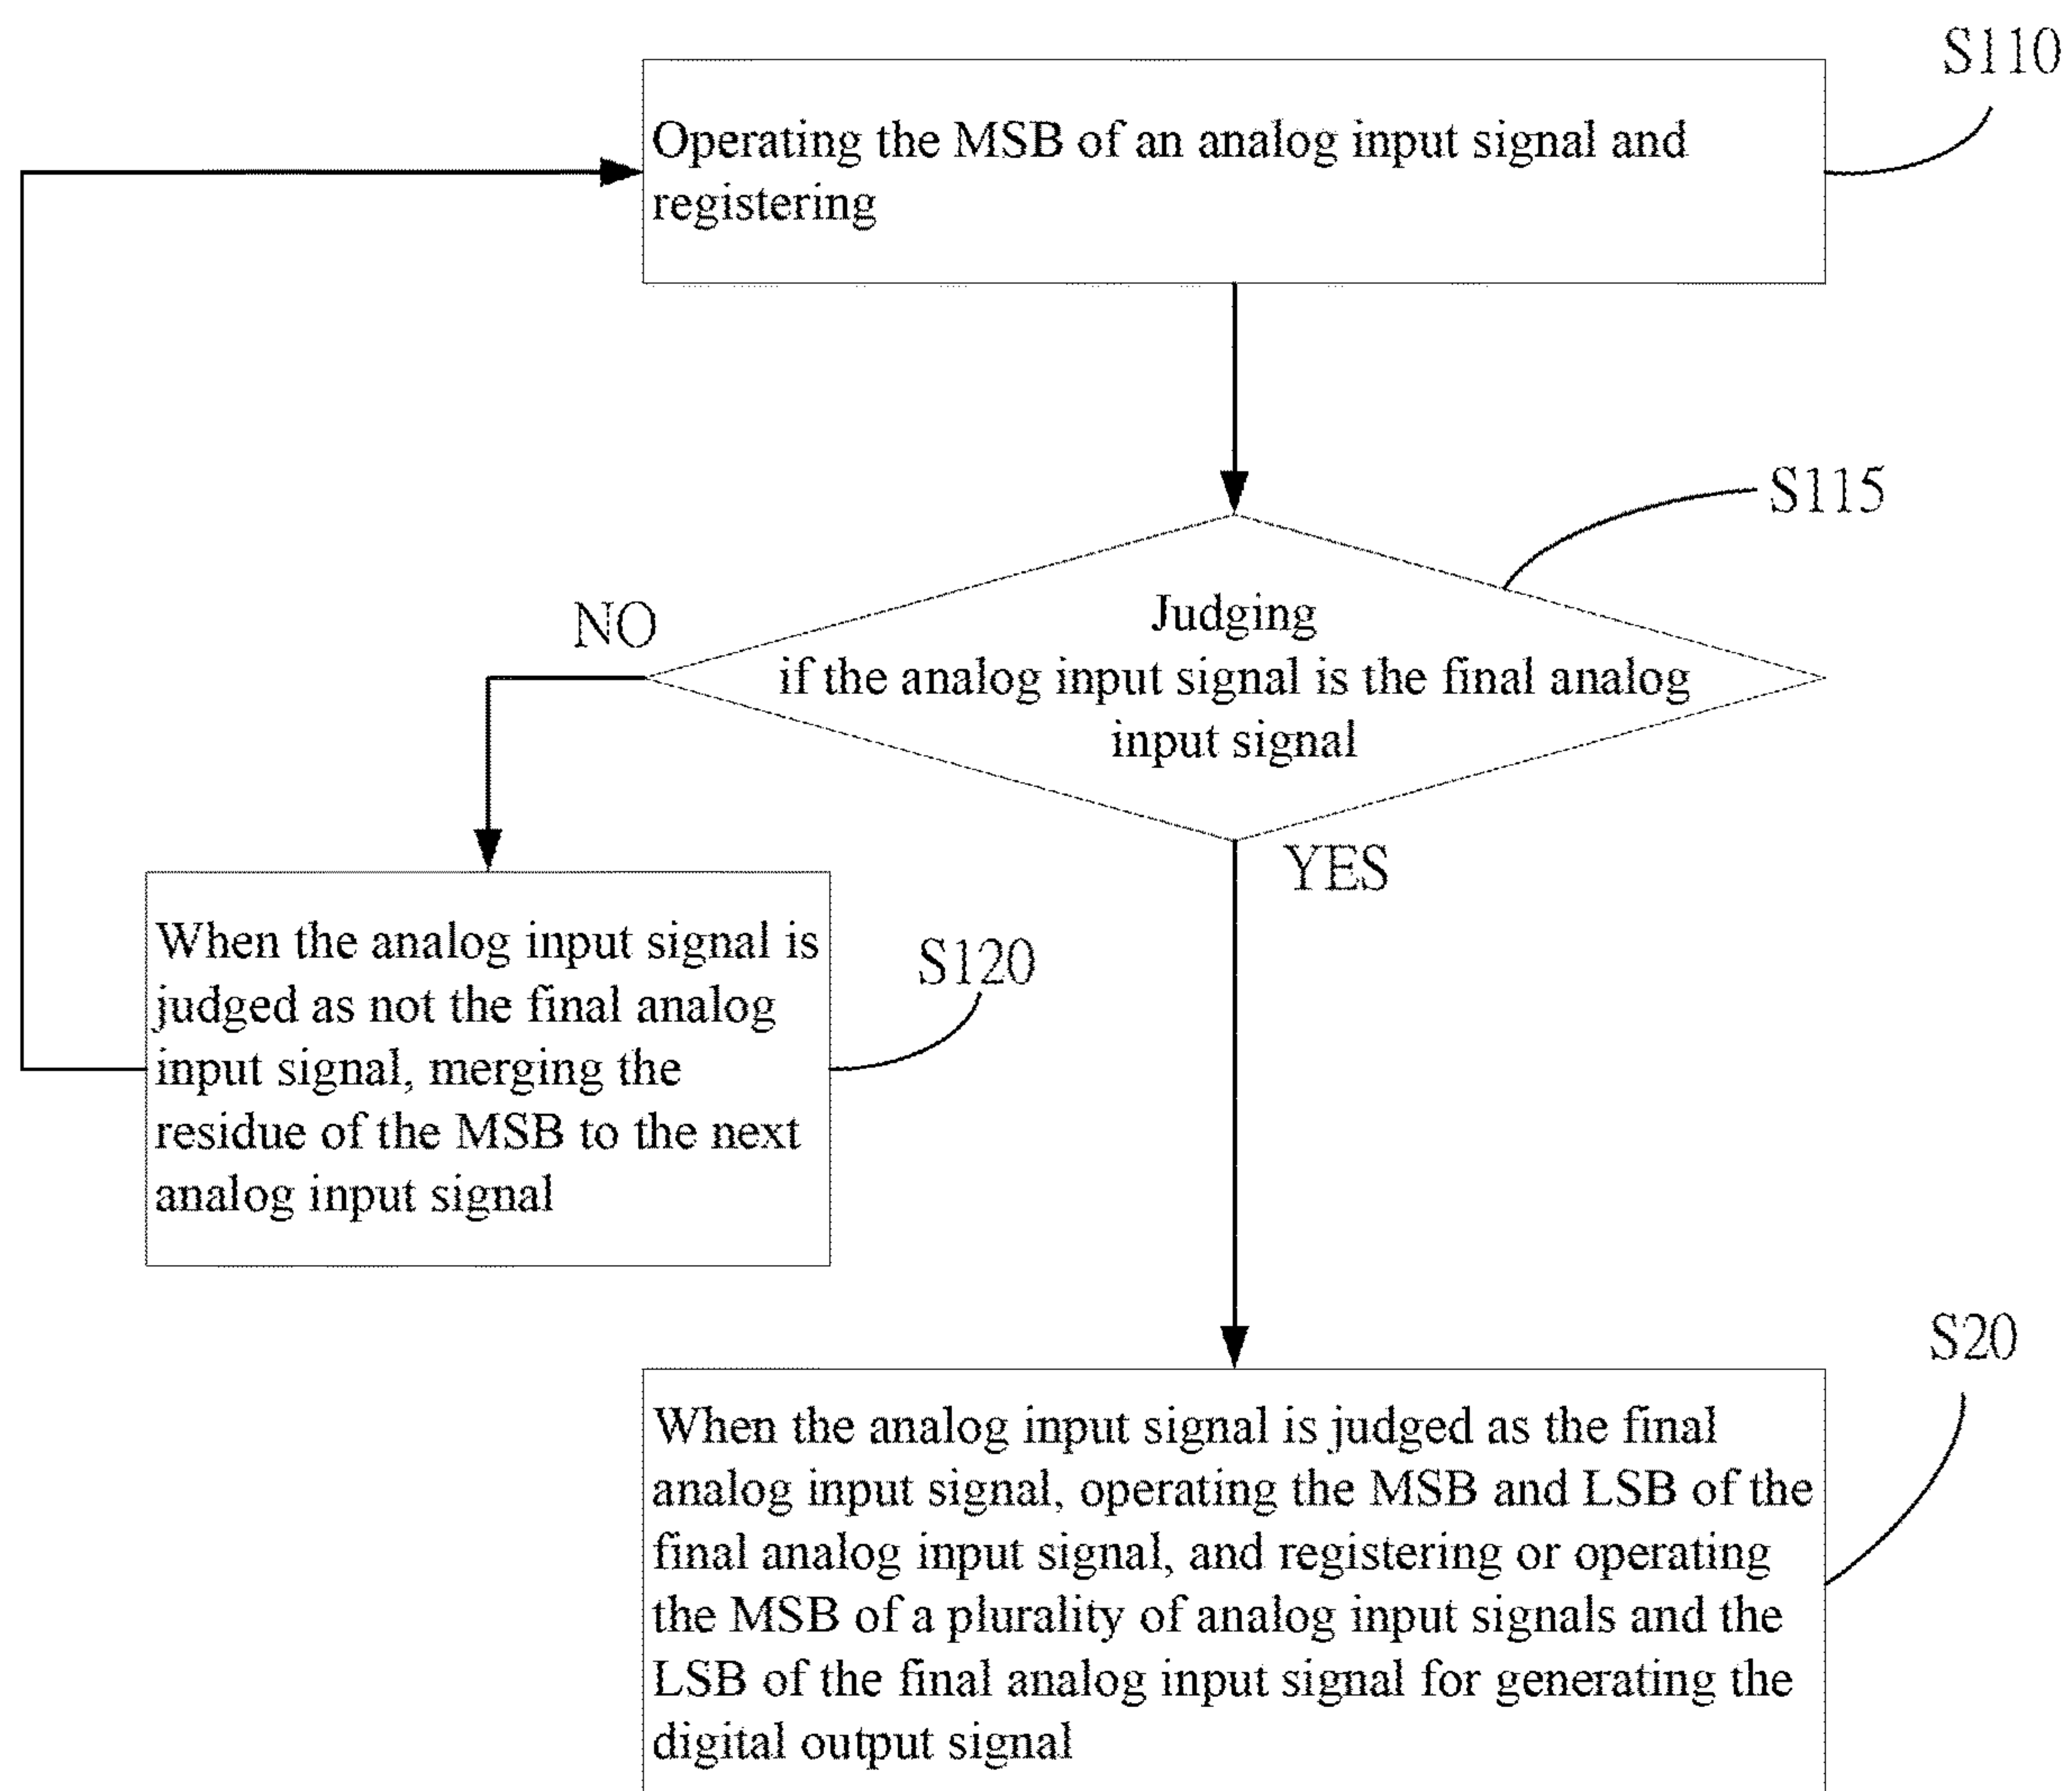 S110
Operating the MSB of an analog input signal and
registering
S115
Judging
if the analog input signal is the final analog
input signal
NO
YES
When the analog input signal is
judged as not the final analog
input signal, merging the
residue of the MSB to the next
analog input signal
S120
S20
When the analog input signal is judged as the final
analog input signal, operating the MSB and LSB of the
final analog input signal, and registering or operating
the MSB of a plurality of analog input signals and the
LSB of the final analog input signal for generating the
digital output signal